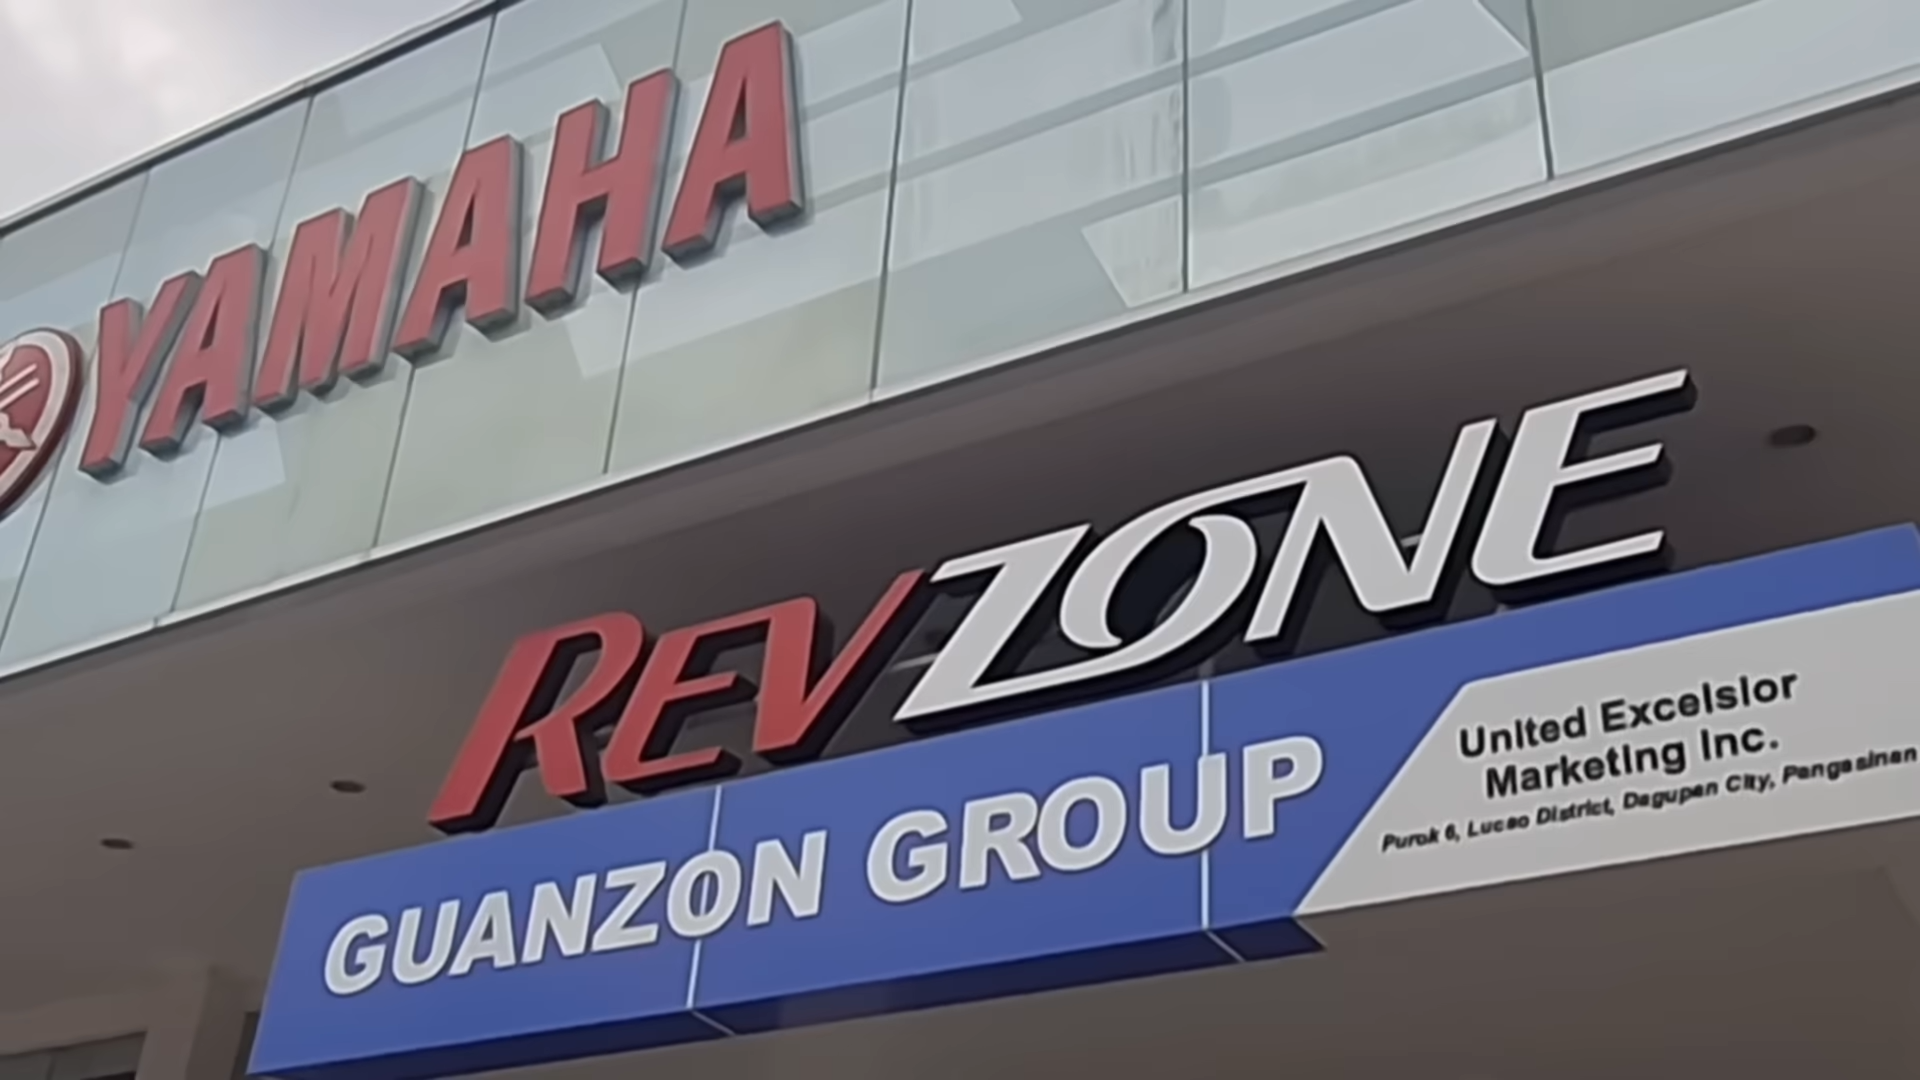 YAMAHA
REVZONE
GUANZON GROUP
United Excelsior
Marketing Inc.
Purok 6, Lucao District, Dagupan City, Pangasinan